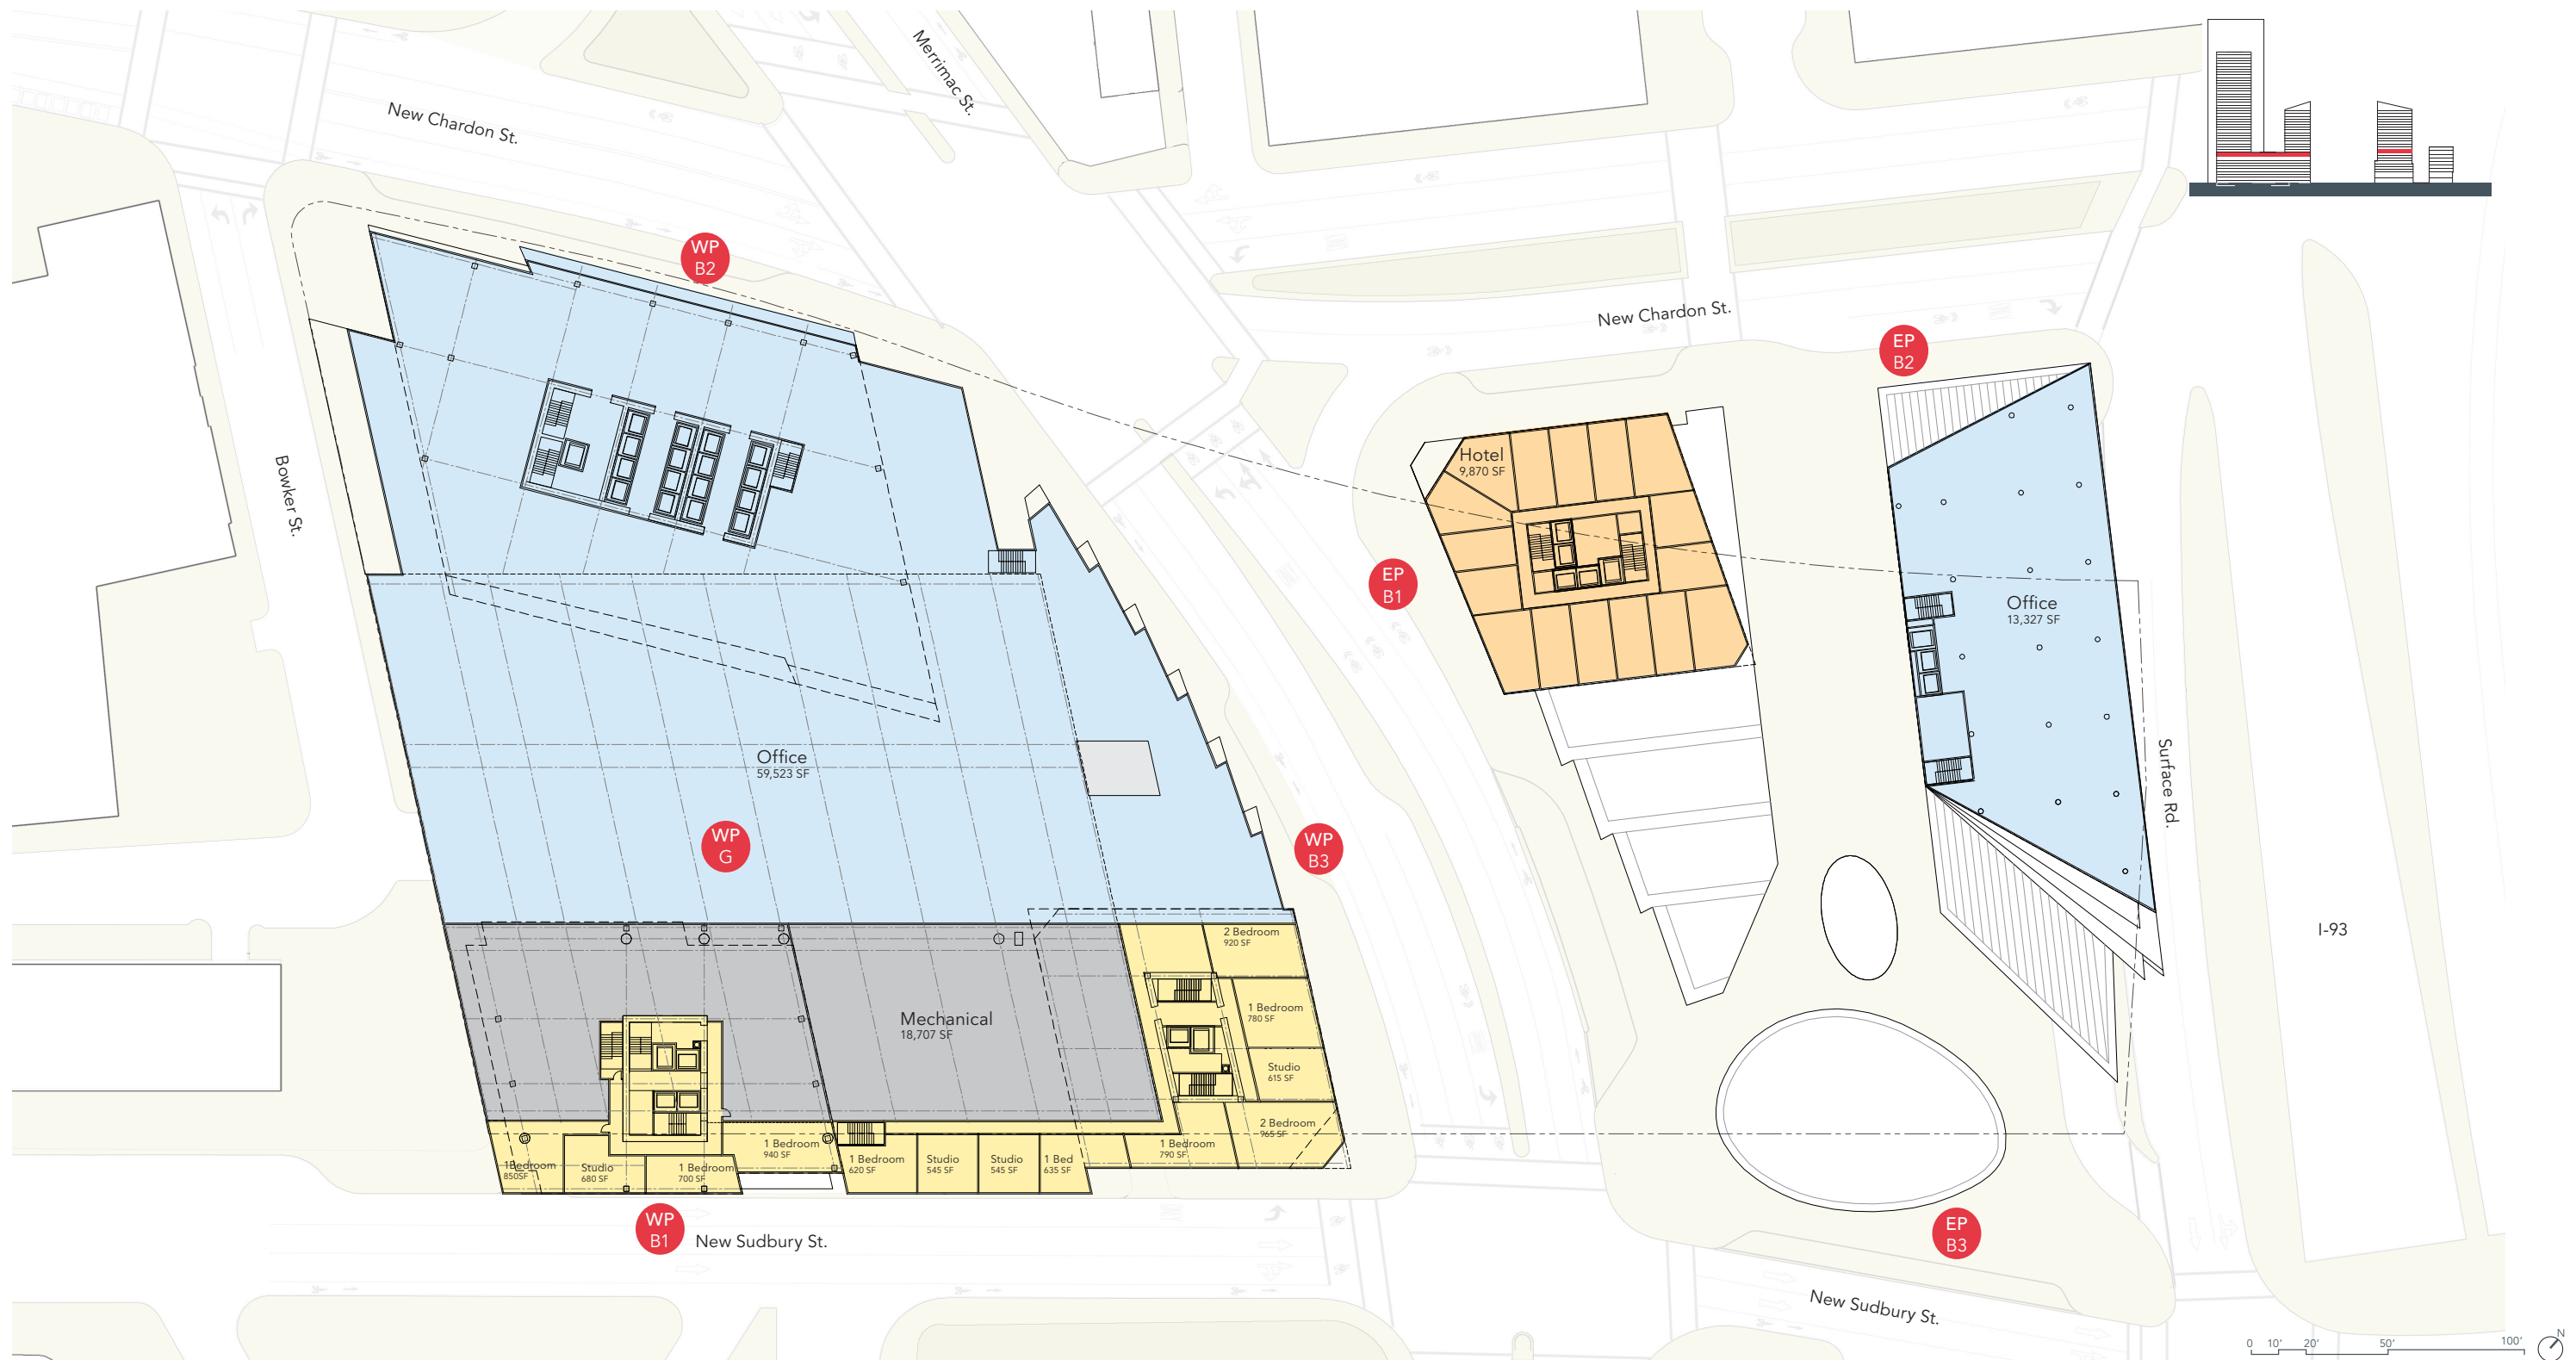 Merrimac St.
New Chardon St.
WP
B2
New Chardon St.
EP
B2
Bowker St.
Hotel
9,870 SF
EP
B1
Office
13,327 SF
Office
59,523 SF
Surface Rd.
WP
G
WP
B3
I-93
2 Bedroom
920 SF
1 Bedroom
780 SF
Mechanical
18,707 SF
Studio
615 SF
2 Bedroom
965 SF
1 Bedroom
940 SF
1 Bedroom
790 SF
1Bedroom
850SF
Studio
680 SF
1 Bedroom
700 SF
1 Bedroom
620 SF
Studio
545 SF
Studio
545 SF
1 Bed
635 SF
WP
B1
New Sudbury St.
EP
B3
New Sudbury St.
0 10' 20' 50' 100'
N